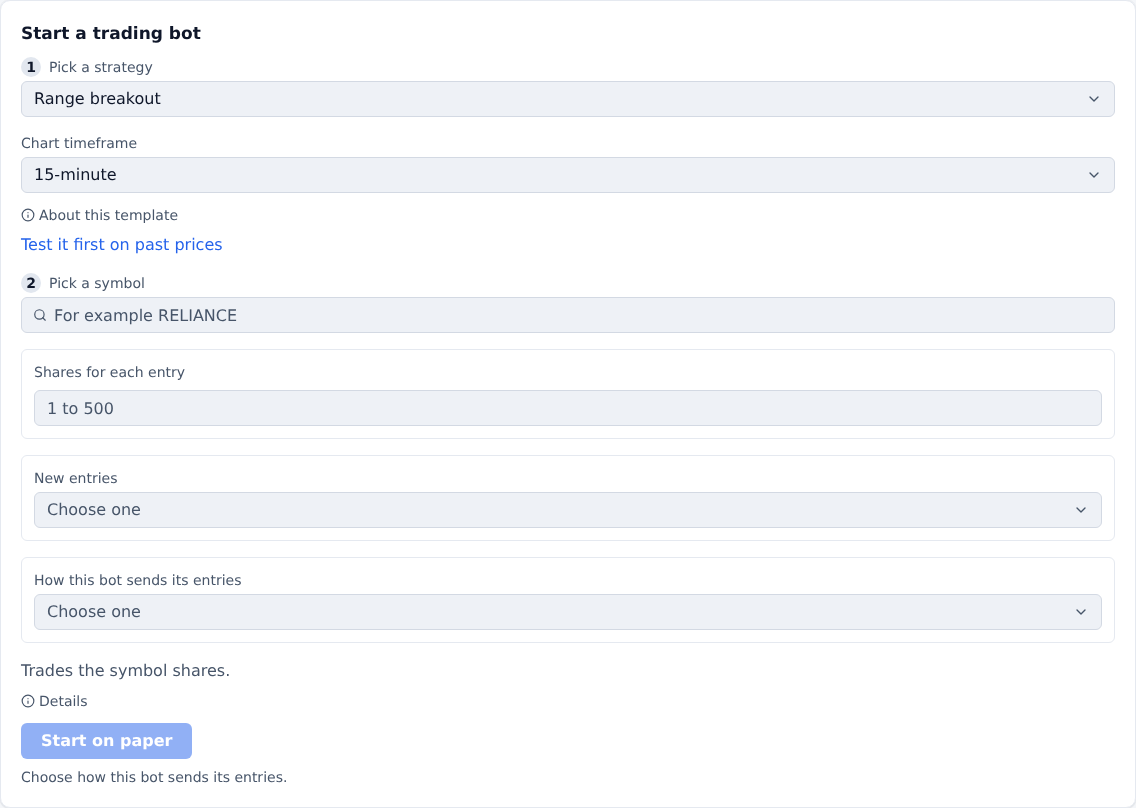 Start a trading bot
1 Pick a strategy
Range breakout
Chart timeframe
15-minute
About this template
Test it first on past prices
2 Pick a symbol
For example RELIANCE
Shares for each entry
1 to 500
New entries
Choose one
How this bot sends its entries
Choose one
Trades the symbol shares.
Details
Start on paper
Choose how this bot sends its entries.